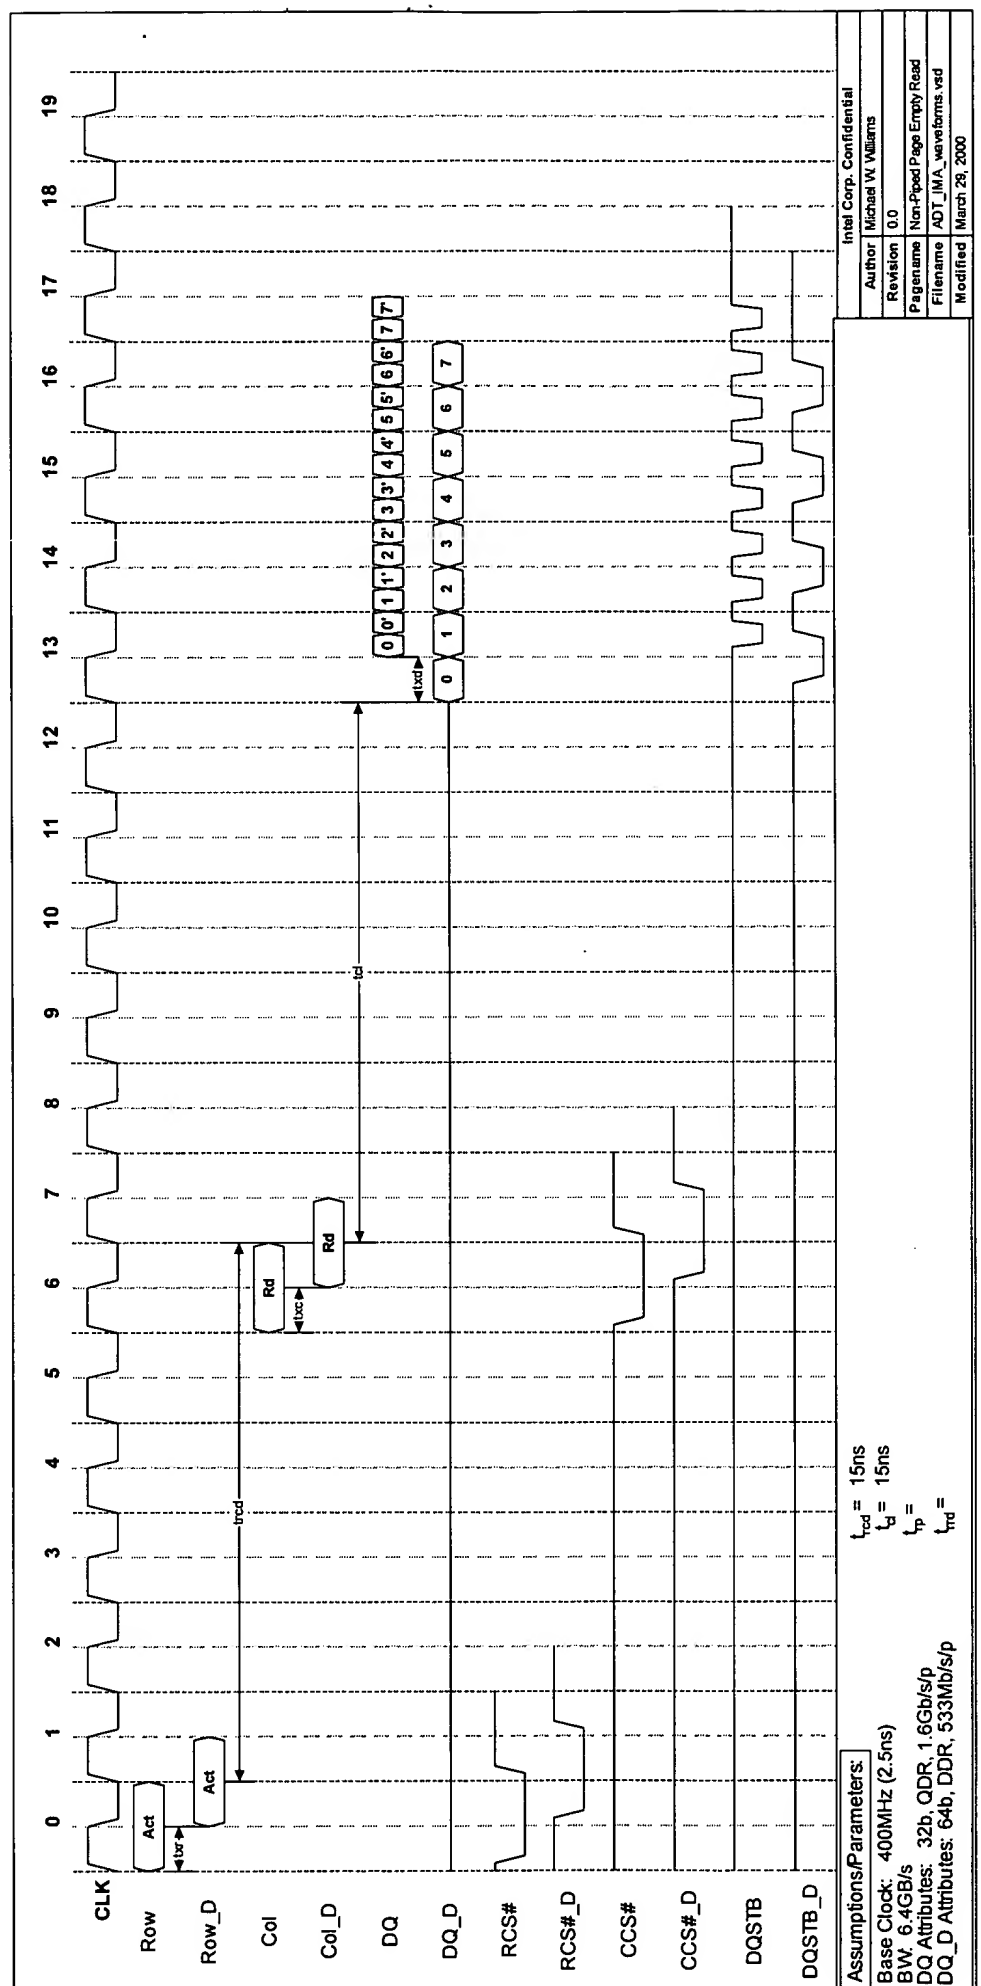 0 1 2 3 4 5 6 7 8 9 10 11 12 13 14 15 16 17 18 19
CLK
Row Act
txr
Row_D Act
trcd
Col Rd
txc
Col_D Rd
tcl
DQ 0 0' 1 1' 2 2' 3 3' 4 4' 5 5' 6 6' 7 7'
txd
DQ_D 0 1 2 3 4 5 6 7
RCS#
RCS#_D
CCS#
CCS#_D
DQSTB
DQSTB_D
Assumptions/Parameters:
Base Clock: 400MHz (2.5ns)
BW. 6.4GB/s
DQ Attributes: 32b, QDR, 1.6Gb/s/p
DQ_D Attributes: 64b, DDR, 533Mb/s/p
trcd = 15ns
tcl = 15ns
trp =
trrd =
Intel Corp. Confidential
Author Michael W. Williams
Revision 0.0
Pagename Non-Piped Page Empty Read
Filename ADT_IMA_waveforms.vsd
Modified March 29, 2000